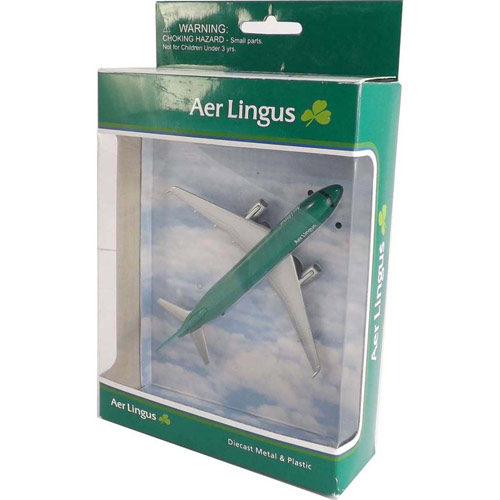 WARNING:
CHOKING HAZARD - Small parts.
Not for Children Under 3 yrs.
Aer Lingus
Aer Lingus
Aer Lingus
Aer Lingus
Diecast Metal & Plastic